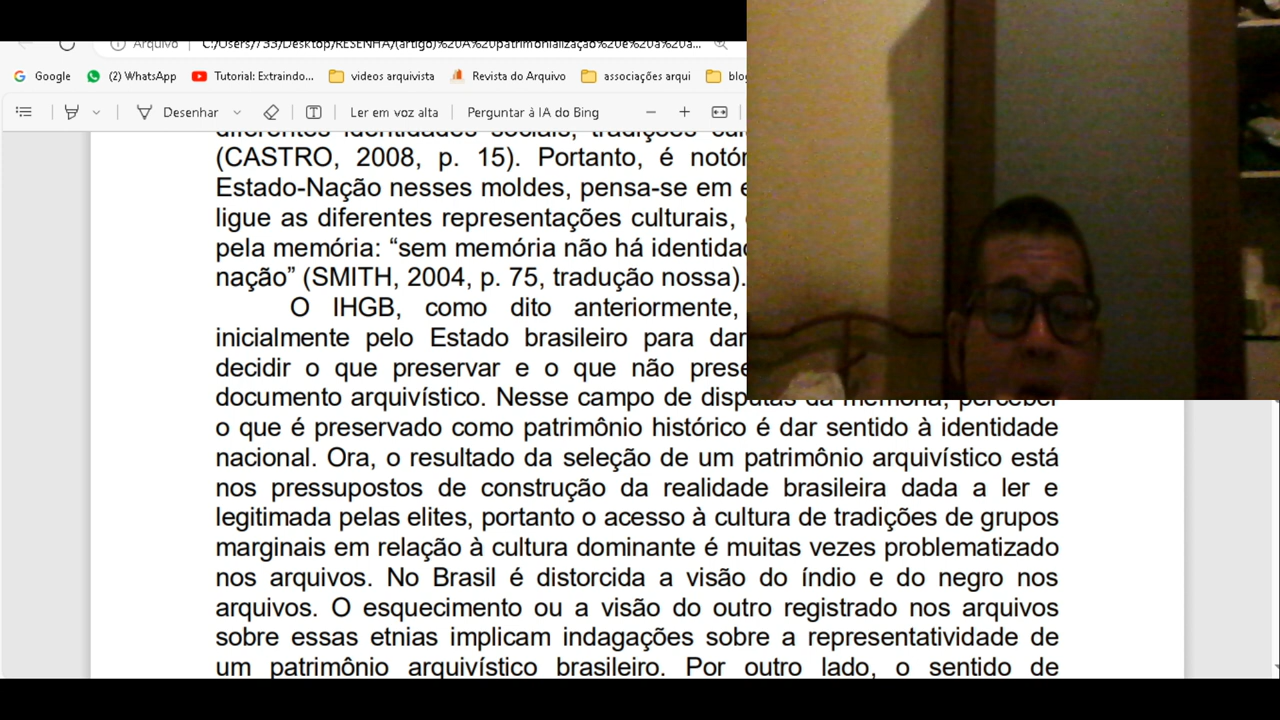 Arquivo C:/Users/733/Desktop/RESENHA/(artigo)%20A%20patrimonialização%20e%20a%20a...
Google (2) WhatsApp Tutorial: Extraindo... videos arquivista Revista do Arquivo associações arqui blog
Desenhar Ler em voz alta Perguntar à IA do Bing
diferentes identidades sociais, tradições
(CASTRO, 2008, p. 15). Portanto, é
Estado-Nação nesses moldes, pensa-se em
ligue as diferentes representações culturais,
pela memória: “sem memória não há
nação” (SMITH, 2004, p. 75, tradução nossa).
O IHGB, como dito anteriormente,
inicialmente pelo Estado brasileiro para dar
decidir o que preservar e o que não
documento arquivístico. Nesse campo de disputas da memória, perceber
o que é preservado como patrimônio histórico é dar sentido à identidade
nacional. Ora, o resultado da seleção de um patrimônio arquivístico está
nos pressupostos de construção da realidade brasileira dada a ler e
legitimada pelas elites, portanto o acesso à cultura de tradições de grupos
marginais em relação à cultura dominante é muitas vezes problematizado
nos arquivos. No Brasil é distorcida a visão do índio e do negro nos
arquivos. O esquecimento ou a visão do outro registrado nos arquivos
sobre essas etnias implicam indagações sobre a representatividade de
um patrimônio arquivístico brasileiro. Por outro lado, o sentido de